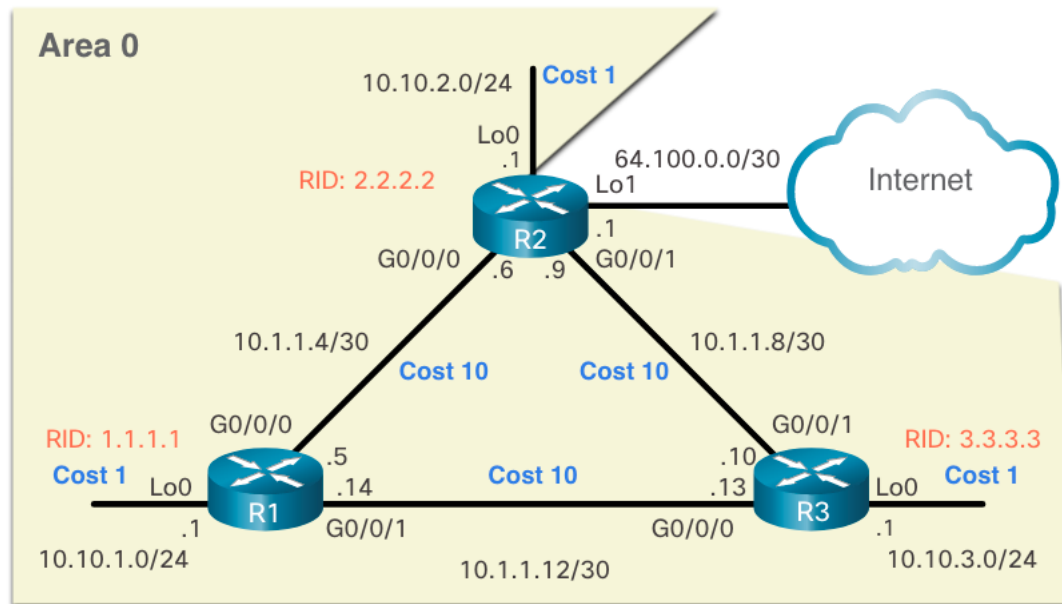 Area 0
Cost 1
10.10.2.0/24
Lo0
.1
64.100.0.0/30
Internet
RID: 2.2.2.2
Lo1
.1
R2
G0/0/0
.6
.9
G0/0/1
10.1.1.4/30
10.1.1.8/30
Cost 10
Cost 10
G0/0/0
G0/0/1
RID: 1.1.1.1
RID: 3.3.3.3
Cost 1
.5
Cost 10
.10
Cost 1
Lo0
.14
.13
Lo0
R1
R3
.1
G0/0/1
G0/0/0
.1
10.10.1.0/24
10.1.1.12/30
10.10.3.0/24